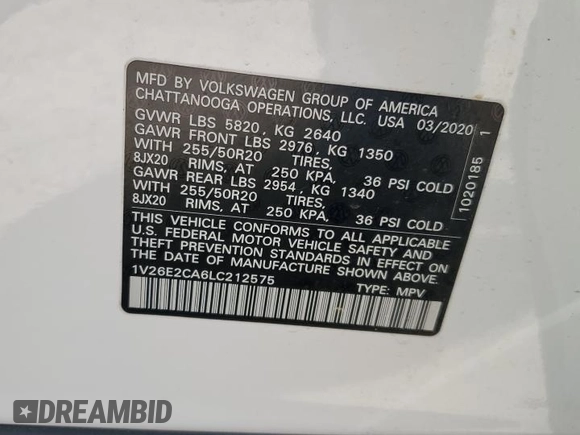 MFD BY VOLKSWAGEN GROUP OF AMERICA
CHATTANOOGA OPERATIONS, LLC. USA 03/2020
GVWR LBS 5820, KG 2640
GAWR FRONT LBS 2976, KG 1350
WITH 255/50R20 TIRES,
8JX20 RIMS, AT 250 KPA, 36 PSI COLD
GAWR REAR LBS 2954, KG 1340
WITH 255/50R20 TIRES,
8JX20 RIMS, AT 250 KPA, 36 PSI COLD
THIS VEHICLE CONFORMS TO ALL APPLICABLE
U.S. FEDERAL MOTOR VEHICLE SAFETY AND
THEFT PREVENTION STANDARDS IN EFFECT ON
THE DATE OF MANUFACTURE SHOWN ABOVE.
1V26E2CA6LC212575
TYPE: MPV
1020185 1
DREAMBID